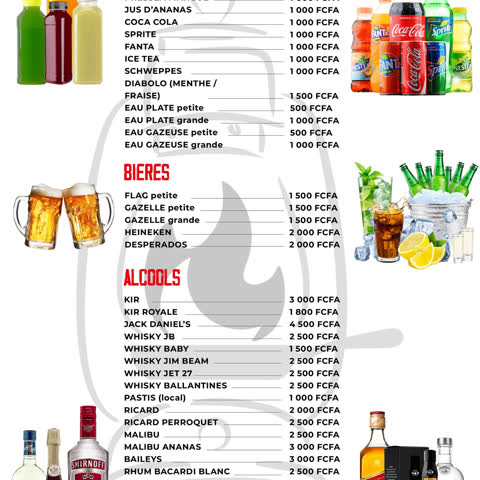 JUS D'ANANAS 1 000 FCFA
COCA COLA 1 000 FCFA
SPRITE 1 000 FCFA
FANTA 1 000 FCFA
ICE TEA 1 000 FCFA
SCHWEPPES 1 000 FCFA
DIABOLO (MENTHE /
FRAISE) 1 500 FCFA
EAU PLATE petite 500 FCFA
EAU PLATE grande 1 000 FCFA
EAU GAZEUSE petite 500 FCFA
EAU GAZEUSE grande 1 000 FCFA
BIERES
FLAG petite 1 500 FCFA
GAZELLE petite 1 500 FCFA
GAZELLE grande 1 500 FCFA
HEINEKEN 2 000 FCFA
DESPERADOS 2 000 FCFA
ALCOOLS
KIR 3 000 FCFA
KIR ROYALE 1 800 FCFA
JACK DANIEL'S 4 500 FCFA
WHISKY JB 2 500 FCFA
WHISKY BABY 1 500 FCFA
WHISKY JIM BEAM 2 500 FCFA
WHISKY JET 27 2 500 FCFA
WHISKY BALLANTINES 2 500 FCFA
PASTIS (local) 1 000 FCFA
RICARD 2 000 FCFA
RICARD PERROQUET 2 500 FCFA
MALIBU 2 500 FCFA
MALIBU ANANAS 3 000 FCFA
BAILEYS 3 000 FCFA
RHUM BACARDI BLANC 2 500 FCFA
FANTA
Coca-Cola
Coca-Cola
Sprite
SMIRNOFF